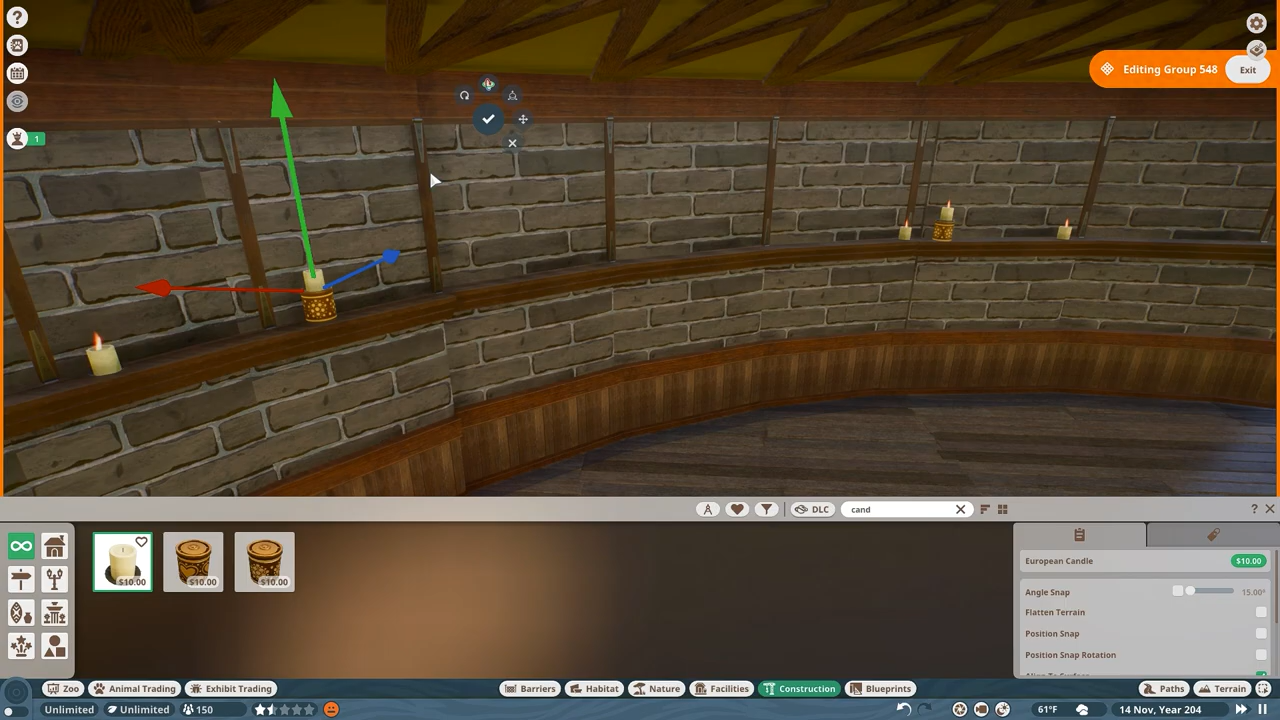 ?
Editing Group 548
Exit
1
DLC
cand
?
$10.00
$10.00
$10.00
European Candle
$10.00
Angle Snap
15.00°
Flatten Terrain
Position Snap
Position Snap Rotation
Zoo
Animal Trading
Exhibit Trading
Barriers
Habitat
Nature
Facilities
Construction
Blueprints
Paths
Terrain
Unlimited
Unlimited
150
61°F
14 Nov, Year 204